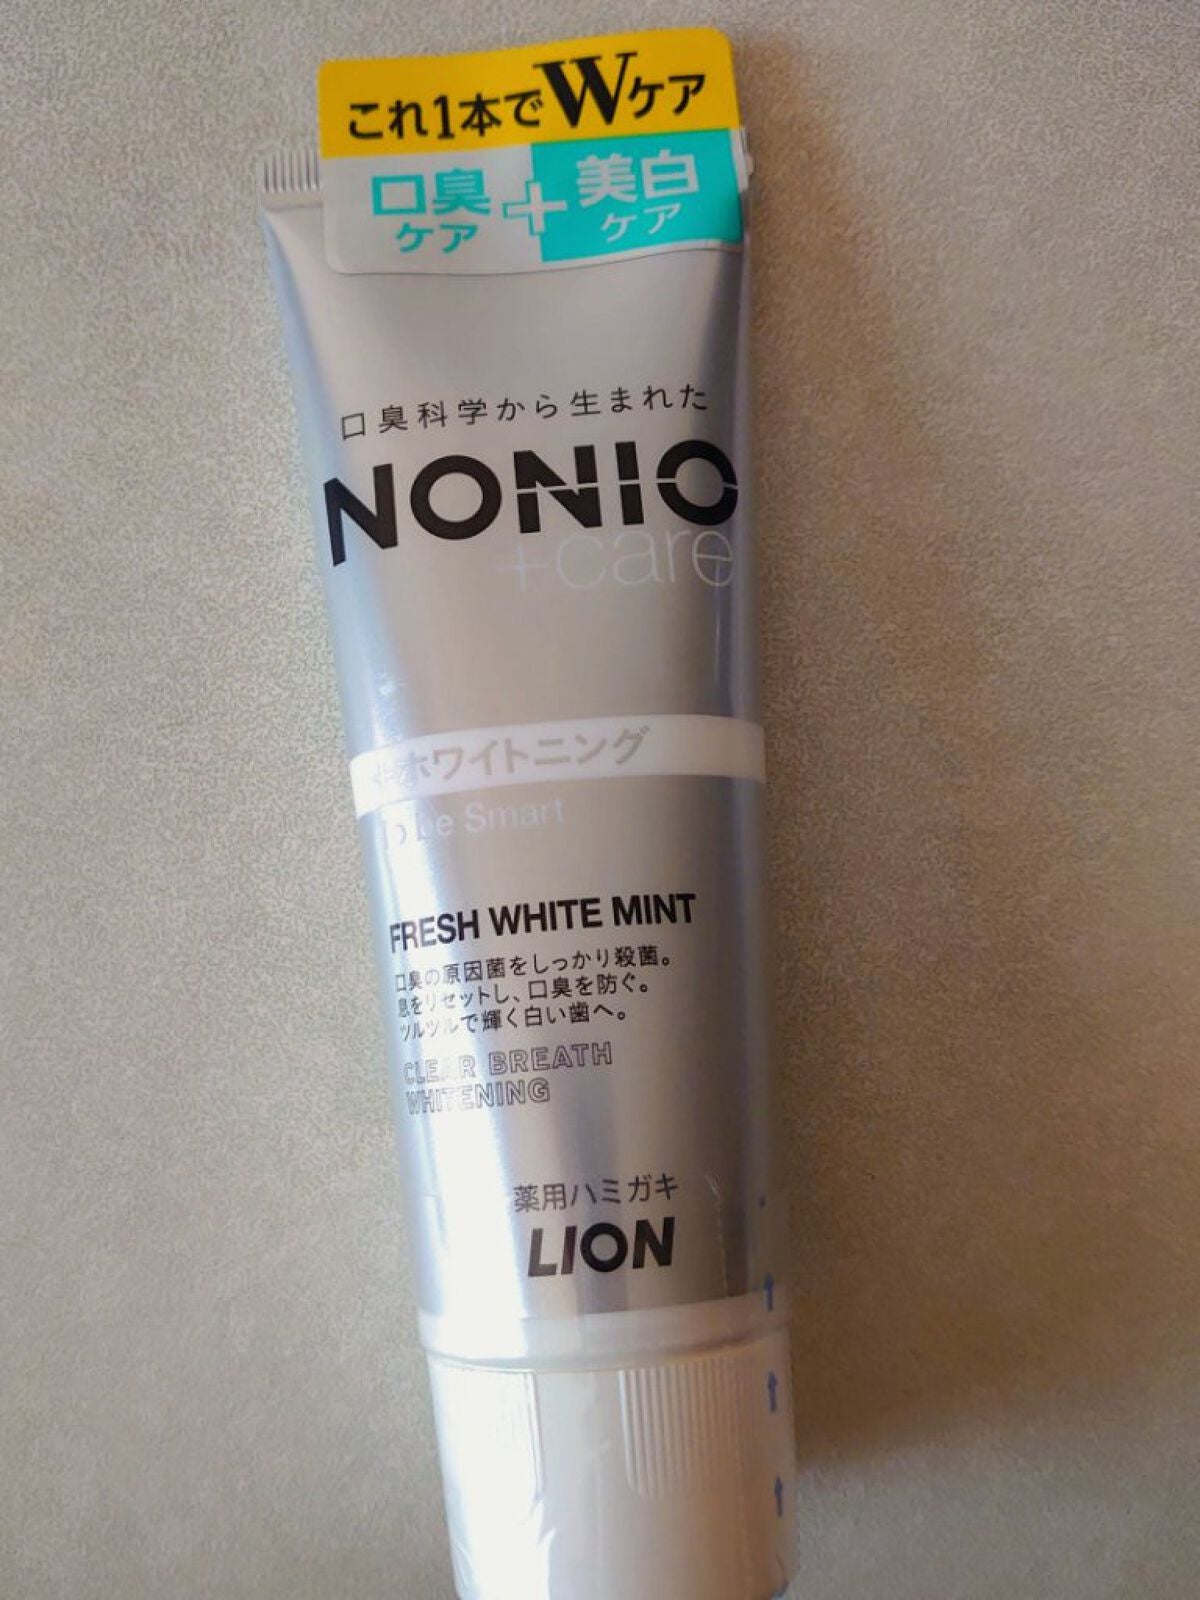 これ1本でWケア
口臭ケア+美白ケア
口臭科学から生まれた
NONIO
+care
+ホワイトニング
To be Smart
FRESH WHITE MINT
口臭の原因菌をしっかり殺菌。
息をリセットし、口臭を防ぐ。
ツルツルで輝く白い歯へ。
CLEAR BREATH
WHITENING
薬用ハミガキ
LION